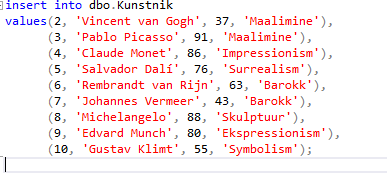 insert into dbo.Kunstnik
values(2, 'Vincent van Gogh', 37, 'Maalimine'),
(3, 'Pablo Picasso', 91, 'Maalimine'),
(4, 'Claude Monet', 86, 'Impressionism'),
(5, 'Salvador Dalí', 76, 'Surrealism'),
(6, 'Rembrandt van Rijn', 63, 'Barokk'),
(7, 'Johannes Vermeer', 43, 'Barokk'),
(8, 'Michelangelo', 88, 'Skulptuur'),
(9, 'Edvard Munch', 80, 'Ekspressionism'),
(10, 'Gustav Klimt', 55, 'Symbolism');